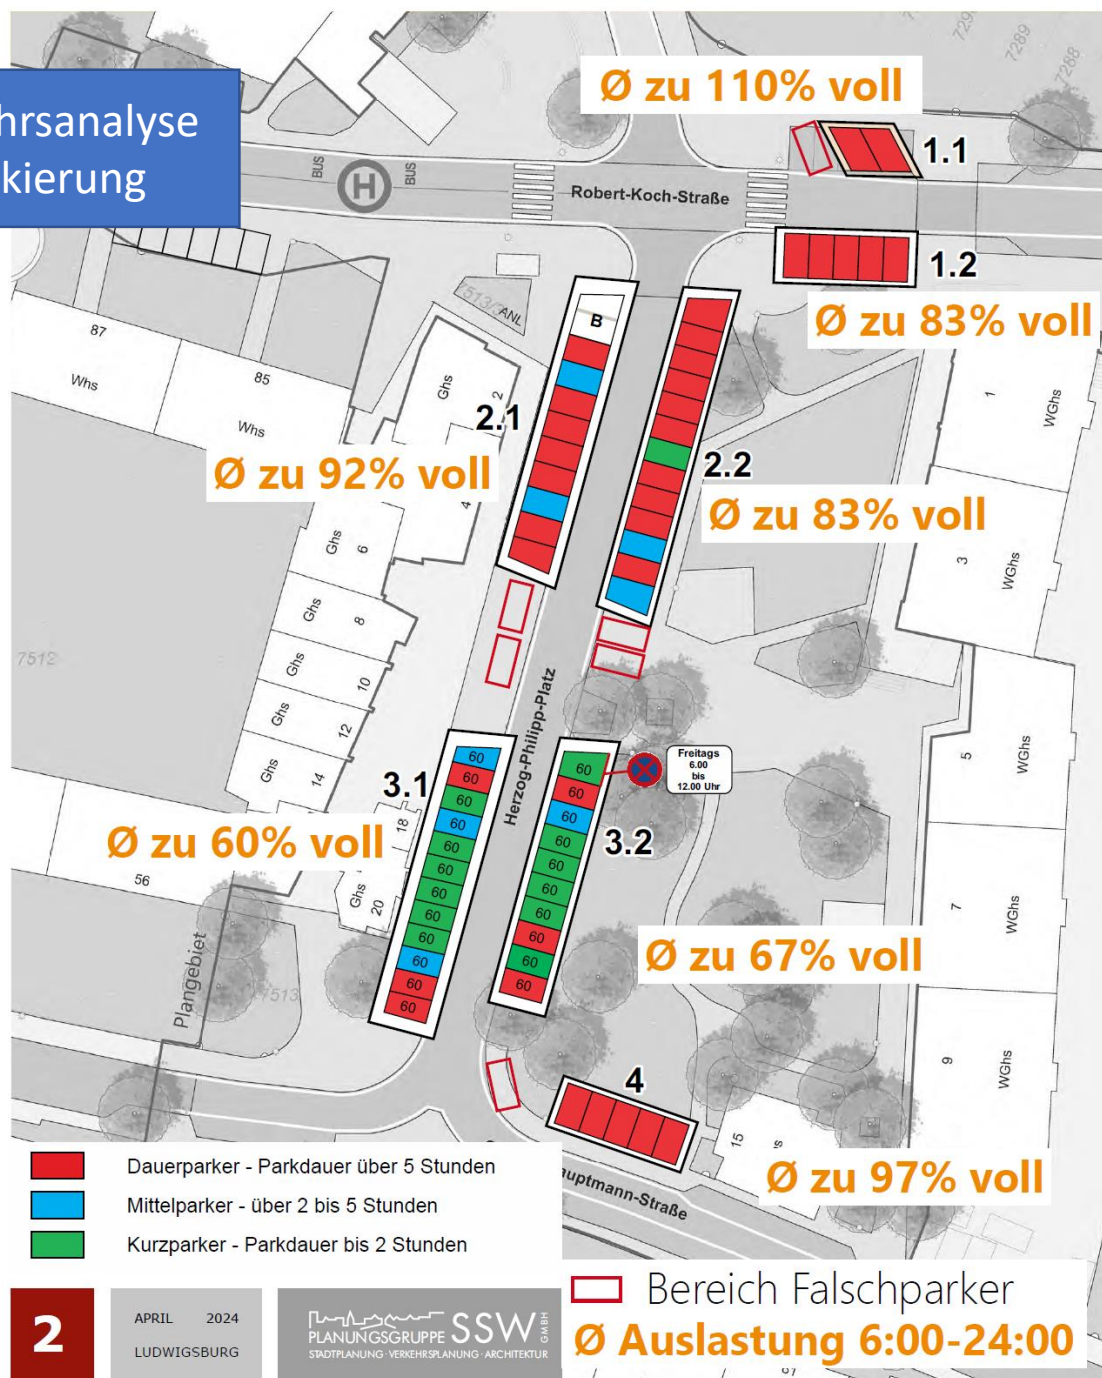 hrsanalyse
kierung
Ø zu 110% voll
7290
7289
7288
1.1
BUS
H
BUS
Robert-Koch-Straße
1.2
Ø zu 83% voll
ANL
B
87
Whs
85
Whs
Ghs
2
2.1
4
Ø zu 92% voll
2.2
Ø zu 83% voll
1
WGhs
Ghs
6
3
WGhs
Ghs
8
7512
Ghs
10
Ghs
12
Ghs
14
Herzog-Philipp-Platz
5
WGhs
Freitags
6.00
bis
12.00 Uhr
3.1
60
60
60
60
60
60
60
60
60
60
60
60
3.2
60
60
60
60
60
60
60
60
60
60
60
Ø zu 60% voll
18
56
Ghs
20
7
WGhs
Ø zu 67% voll
Plangebiet
7513
9
WGhs
4
15
Ø zu 97% voll
auptmann-Straße
Dauerparker - Parkdauer über 5 Stunden
Mittelparker - über 2 bis 5 Stunden
Kurzparker - Parkdauer bis 2 Stunden
Bereich Falschparker
Ø Auslastung 6:00-24:00
2
APRIL 2024
LUDWIGSBURG
PLANUNGSGRUPPE SSW GMBH
STADTPLANUNG · VERKEHRSPLANUNG · ARCHITEKTUR